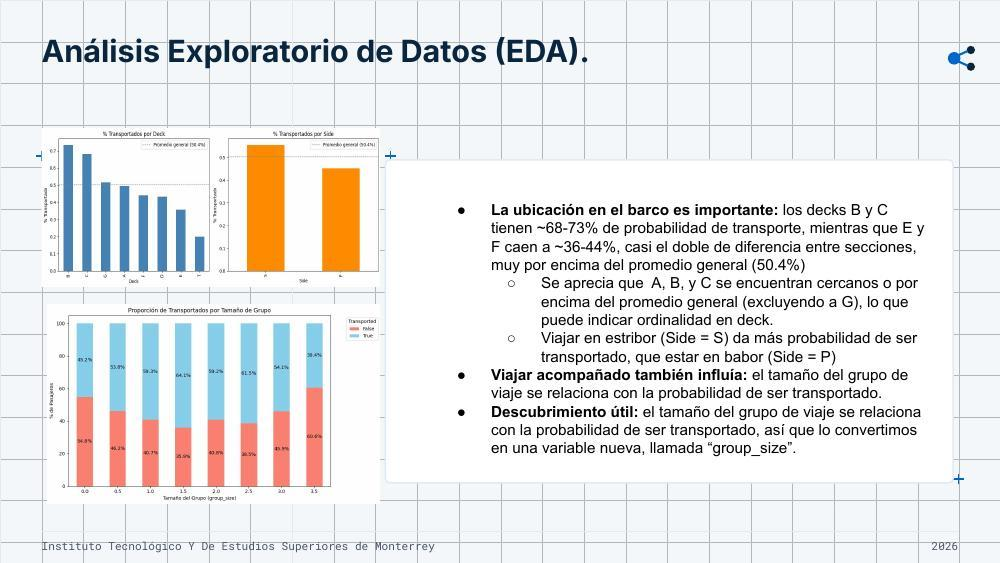 Análisis Exploratorio de Datos (EDA).
% Transportados por Deck
Promedio general (50.4%)
% Transportado
0.7
0.6
0.5
0.4
0.3
0.2
0.1
0.0
Deck
% Transportados por Side
Promedio general (50.4%)
% Transportado
0.5
0.4
0.3
0.2
0.1
0.0
Side
Proporción de Transportados por Tamaño de Grupo
Transported
False
True
% de Pasajeros
100
80
60
40
20
0
45.2% 53.8% 59.3% 64.1% 59.2% 61.5% 54.1% 39.4%
54.8% 46.2% 40.7% 35.9% 40.8% 38.5% 45.9% 60.6%
0.0 0.5 1.0 1.5 2.0 2.5 3.0 3.5
Tamaño del Grupo (group_size)
● La ubicación en el barco es importante: los decks B y C
tienen ~68-73% de probabilidad de transporte, mientras que E y
F caen a ~36-44%, casi el doble de diferencia entre secciones,
muy por encima del promedio general (50.4%)
○ Se aprecia que A, B, y C se encuentran cercanos o por
encima del promedio general (excluyendo a G), lo que
puede indicar ordinalidad en deck.
○ Viajar en estribor (Side = S) da más probabilidad de ser
transportado, que estar en babor (Side = P)
● Viajar acompañado también influía: el tamaño del grupo de
viaje se relaciona con la probabilidad de ser transportado.
● Descubrimiento útil: el tamaño del grupo de viaje se relaciona
con la probabilidad de ser transportado, así que lo convertimos
en una variable nueva, llamada “group_size”.
Instituto Tecnológico Y De Estudios Superiores de Monterrey
2026